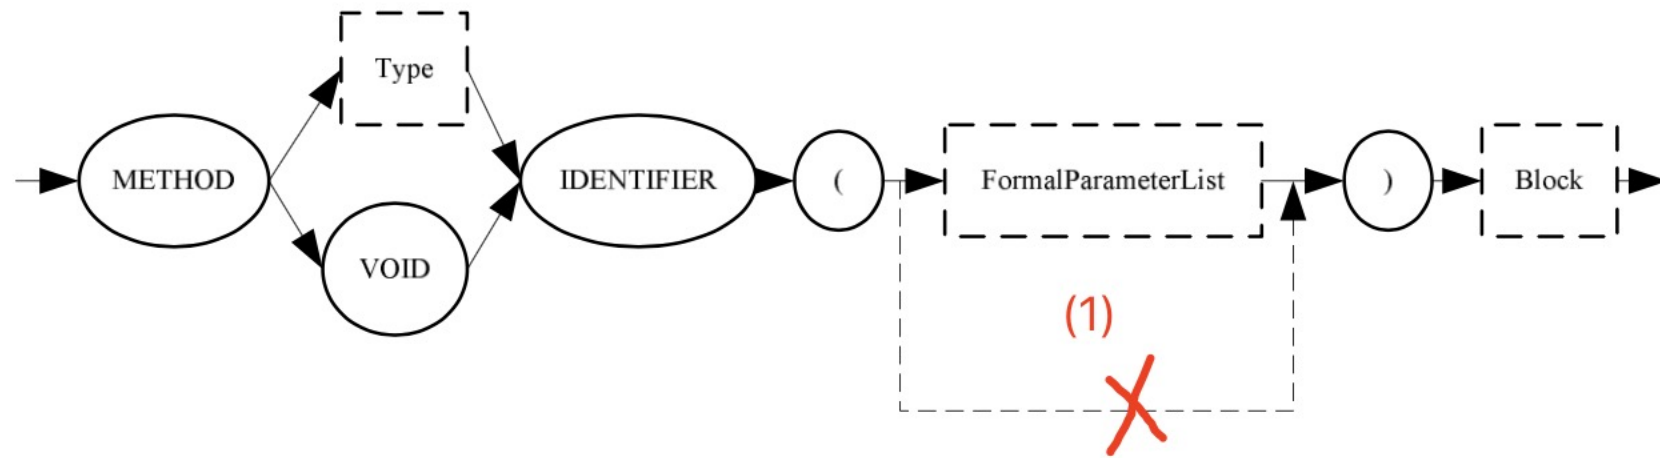 Type
METHOD
VOID
IDENTIFIER
(
FormalParameterList
)
Block
(1)